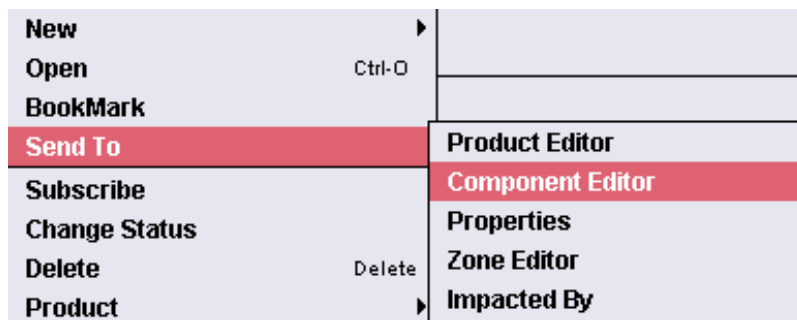 New
Open Ctrl-O
BookMark
Send To
Product Editor
Subscribe
Component Editor
Change Status
Properties
Delete Delete
Zone Editor
Product
Impacted By